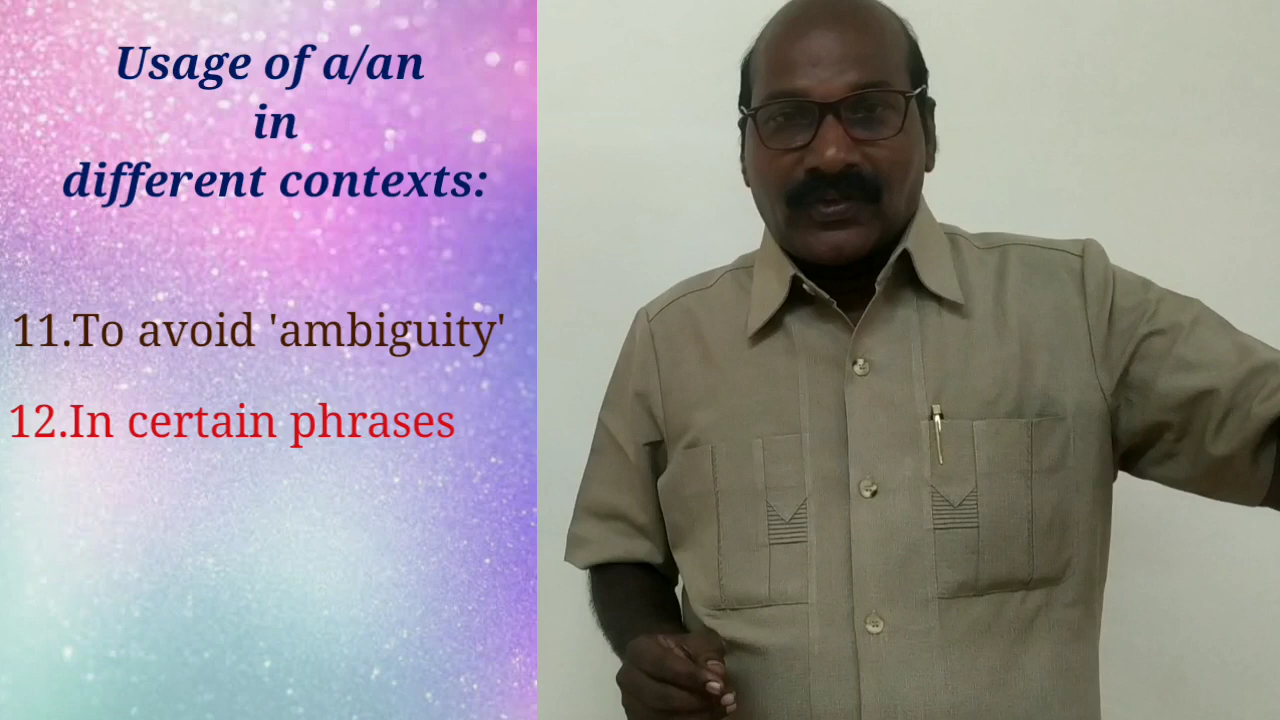 Usage of a/an
in
different contexts:
11.To avoid 'ambiguity'
12.In certain phrases